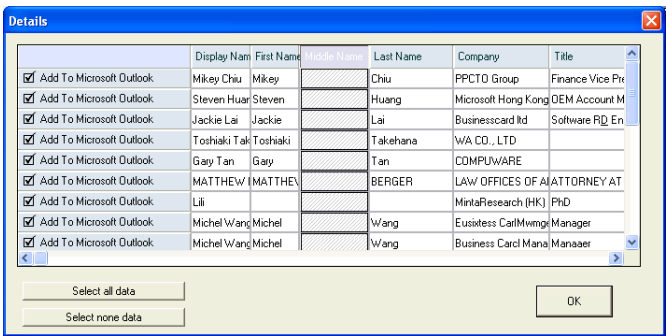 Details
Display Nam First Name Middle Name Last Name Company Title
Add To Microsoft Outlook Mikey Chiu Mikey Chiu PPCTO Group Finance Vice Pre
Add To Microsoft Outlook Steven Huar Steven Huang Microsoft Hong Kong OEM Account M
Add To Microsoft Outlook Jackie Lai Jackie Lai Businesscard ltd Software RD En
Add To Microsoft Outlook Toshiaki Tak Toshiaki Takehana WA CO., LTD
Add To Microsoft Outlook Gary Tan Gary Tan COMPUWARE
Add To Microsoft Outlook MATTHEW MATTHEW BERGER LAW OFFICES OF ATTORNEY AT
Add To Microsoft Outlook Lili MintaResearch (HK) PhD
Add To Microsoft Outlook Michel Wang Michel Wang Eusixtess CarlMwmge Manager
Add To Microsoft Outlook Michel Wang Michel Wang Business Carcl Mana Manager
Select all data
OK
Select none data